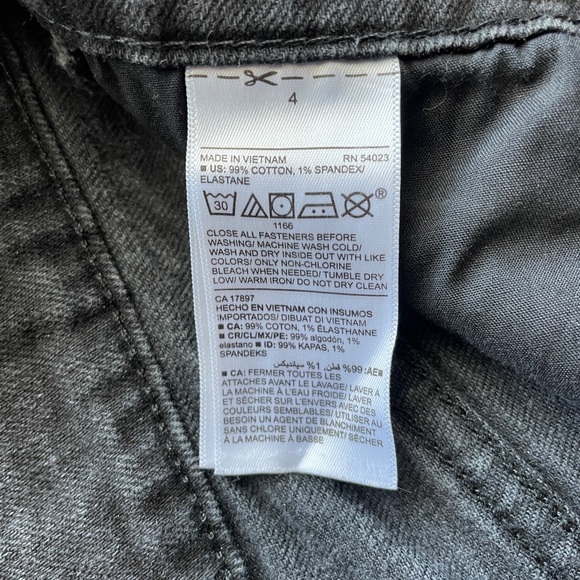 4
MADE IN VIETNAM RN 54023
■ US: 99% COTTON, 1% SPANDEX/
ELASTANE
30
®
1166
CLOSE ALL FASTENERS BEFORE
WASHING/ MACHINE WASH COLD/
WASH AND DRY INSIDE OUT WITH LIKE
COLORS/ ONLY NON-CHLORINE
BLEACH WHEN NEEDED/ TUMBLE DRY
LOW/ WARM IRON/ DO NOT DRY CLEAN
CA 17897
HECHO EN VIETNAM CON INSUMOS
IMPORTADOS/ DIBUAT DI VIETNAM
■ CA: 99% COTON, 1% ÉLASTHANNE
■ CR/CL/MX/PE: 99% algodón, 1%
elastano ■ ID: 99% KAPAS, 1%
SPANDEKS
■ AE: 99% قطن, 1% سپانديكس
■ CA: FERMER TOUTES LES
ATTACHES AVANT LE LAVAGE/ LAVER À
LA MACHINE À L'EAU FROIDE/ LAVER
ET SÉCHER SUR L'ENVERS AVEC DES
COULEURS SEMBLABLES/ UTILISER AU
BESOIN UN AGENT DE BLANCHIMENT
SANS CHLORE UNIQUEMENT/ SÉCHER
À LA MACHINE À BASSE